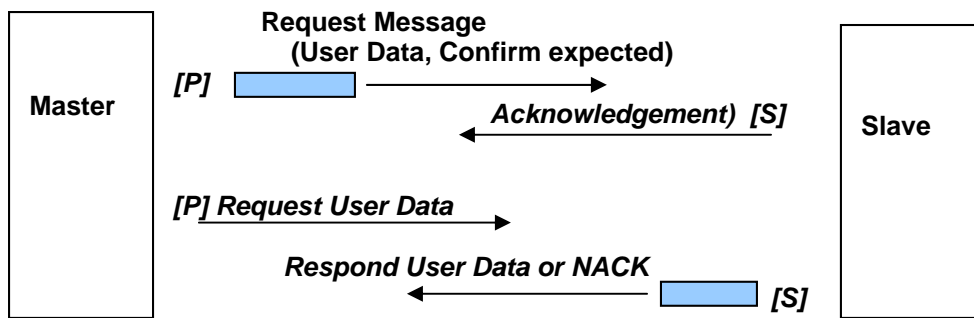 Request Message
(User Data, Confirm expected)
[P]
Master
Acknowledgement) [S]
Slave
[P] Request User Data
Respond User Data or NACK
[S]